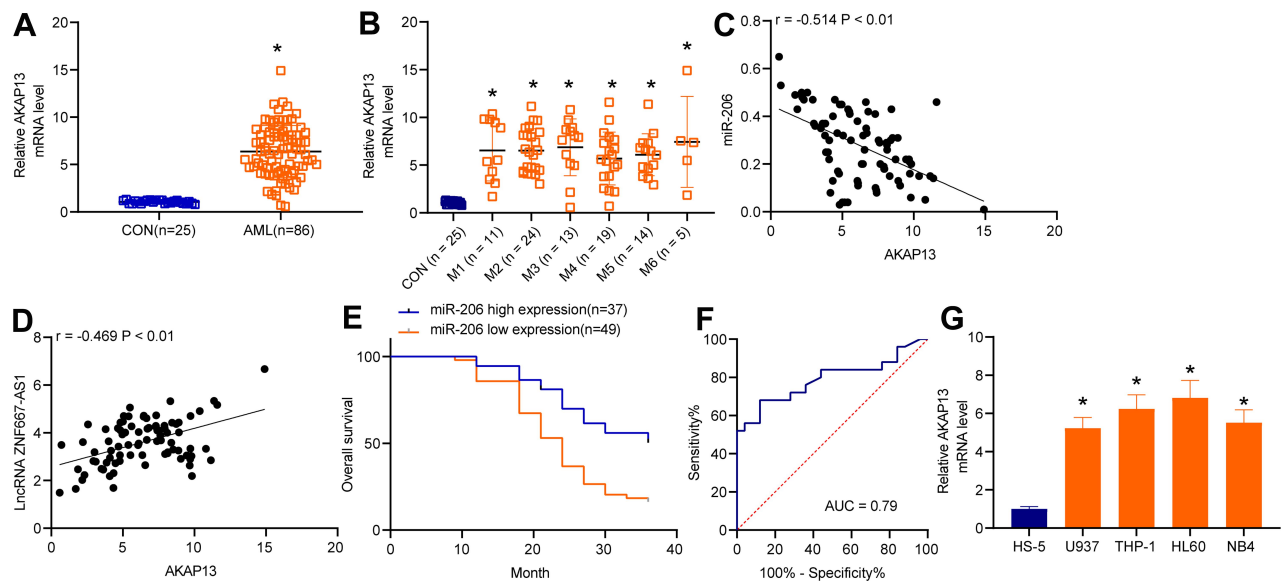 A
Relative AKAP13
mRNA level
20
15
10
5
0
*
CON(n=25)
AML(n=86)
B
Relative AKAP13
mRNA level
20
15
10
5
0
*
*
*
*
*
*
CON (n = 25)
M1 (n = 11)
M2 (n = 24)
M3 (n = 13)
M4 (n = 19)
M5 (n = 14)
M6 (n = 5)
C
r = -0.514 P < 0.01
miR-206
0.8
0.6
0.4
0.2
0.0
0
5
10
15
20
AKAP13
D
r = -0.469 P < 0.01
LncRNA ZNF667-AS1
8
6
4
2
0
0
5
10
15
20
AKAP13
E
miR-206 high expression(n=37)
miR-206 low expression(n=49)
Overall survival
100
50
0
0
10
20
30
40
Month
F
Sensitivity%
100
80
60
40
20
0
AUC = 0.79
0
20
40
60
80
100
100% - Specificity%
G
Relative AKAP13
mRNA level
10
8
6
4
2
0
*
*
*
*
HS-5
U937
THP-1
HL60
NB4